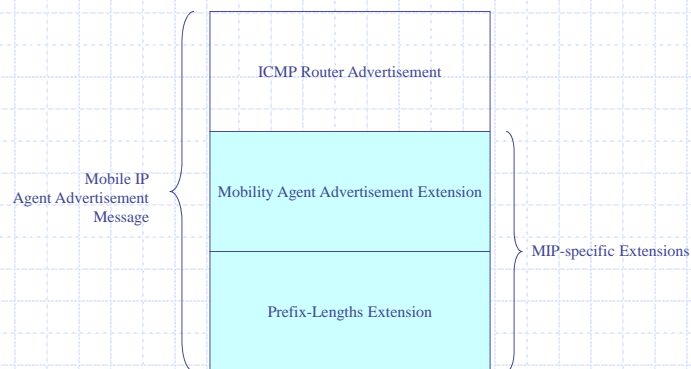 ICMP Router Advertisement
Mobile IP
Agent Advertisement
Message
Mobility Agent Advertisement Extension
MIP-specific Extensions
Prefix-Lengths Extension